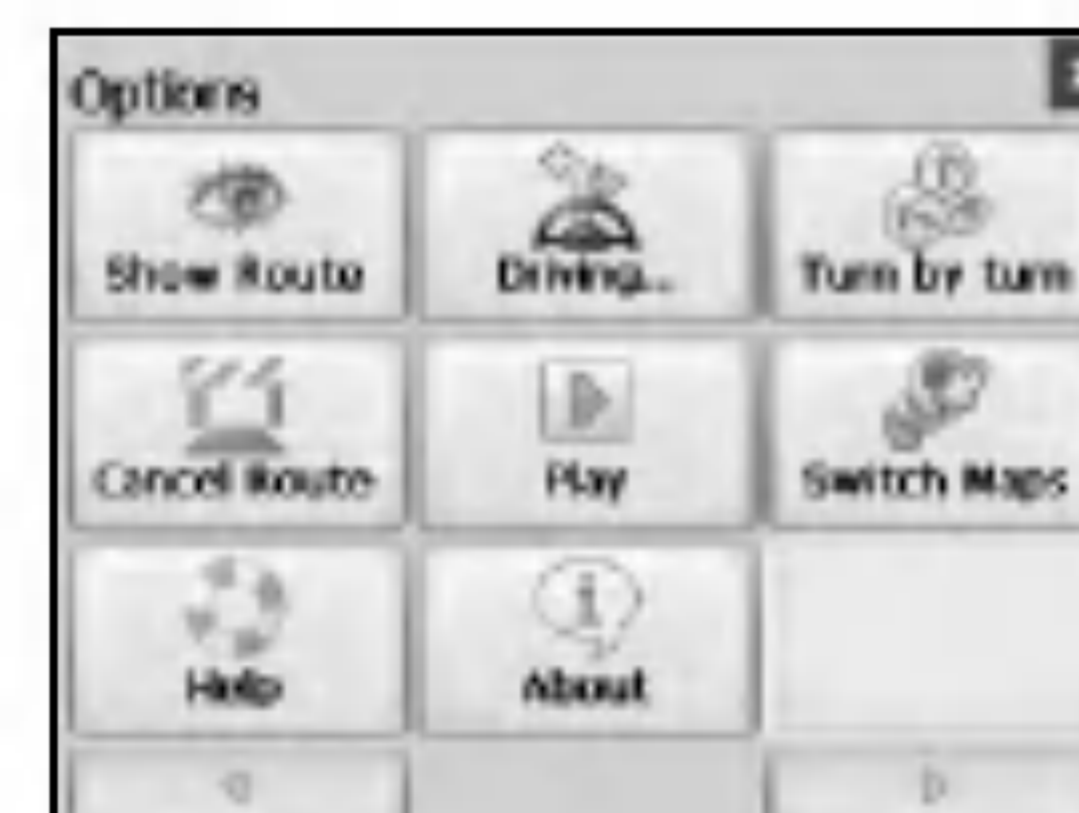 Options
Show Route
Driving...
Turn by turn
Cancel Route
Play
Switch Maps
Help
About